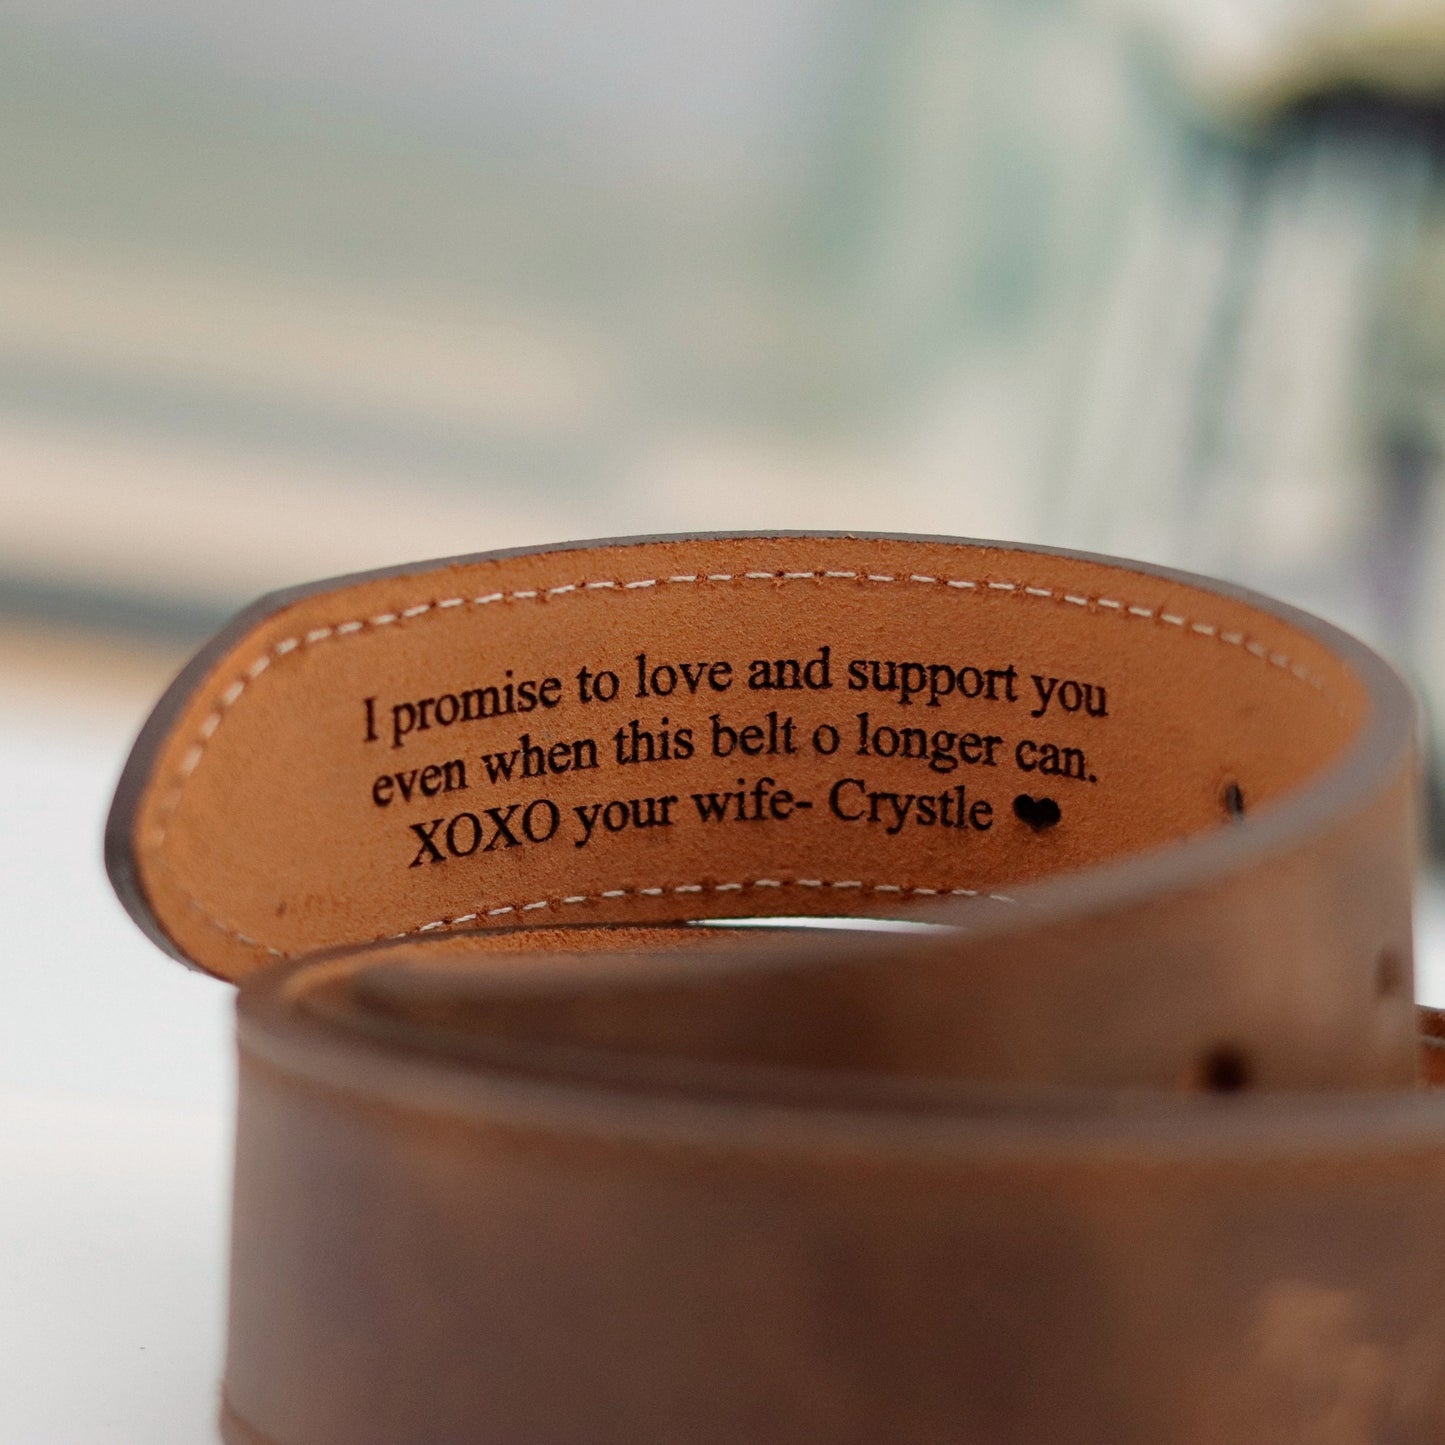 I promise to love and support you
even when this belt o longer can.
XOXO your wife- Crystle ♥